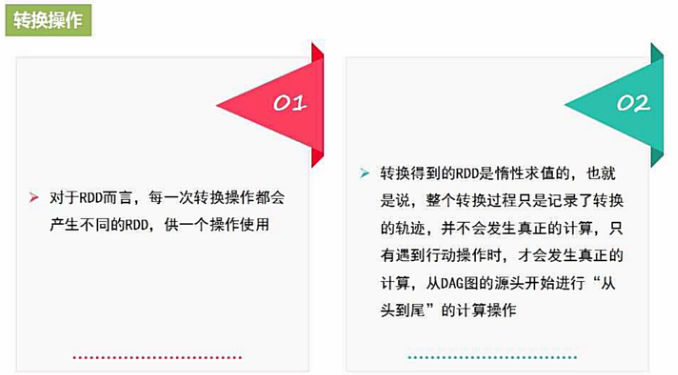 转换操作
01
对于RDD而言，每一次转换操作都会
产生不同的RDD，供一个操作使用
02
转换得到的RDD是惰性求值的，也就
是说，整个转换过程只是记录了转换
的轨迹，并不会发生真正的计算，只
有遇到行动操作时，才会发生真正的
计算，从DAG图的源头开始进行“从
头到尾”的计算操作